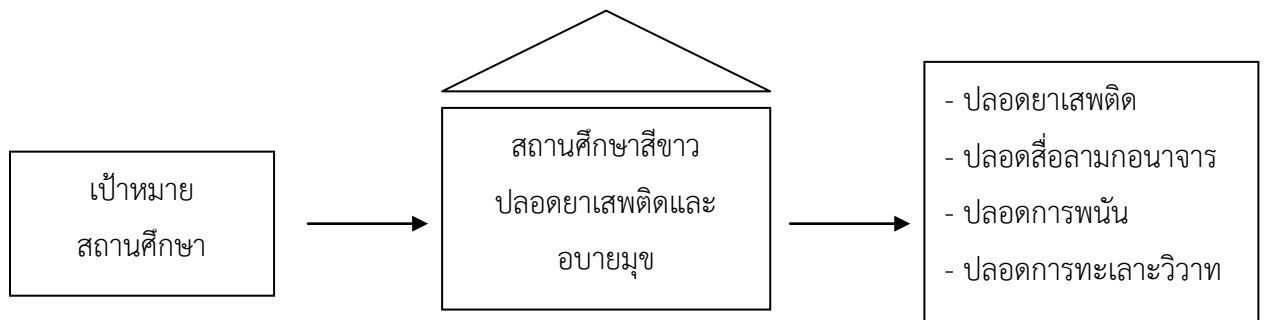 เป้าหมาย
สถานศึกษา
สถานศึกษาสีขาว
ปลอดยาเสพติดและ
อบายมุข
- ปลอดยาเสพติด
- ปลอดสื่อลามกอนาจาร
- ปลอดการพนัน
- ปลอดการทะเลาะวิวาท